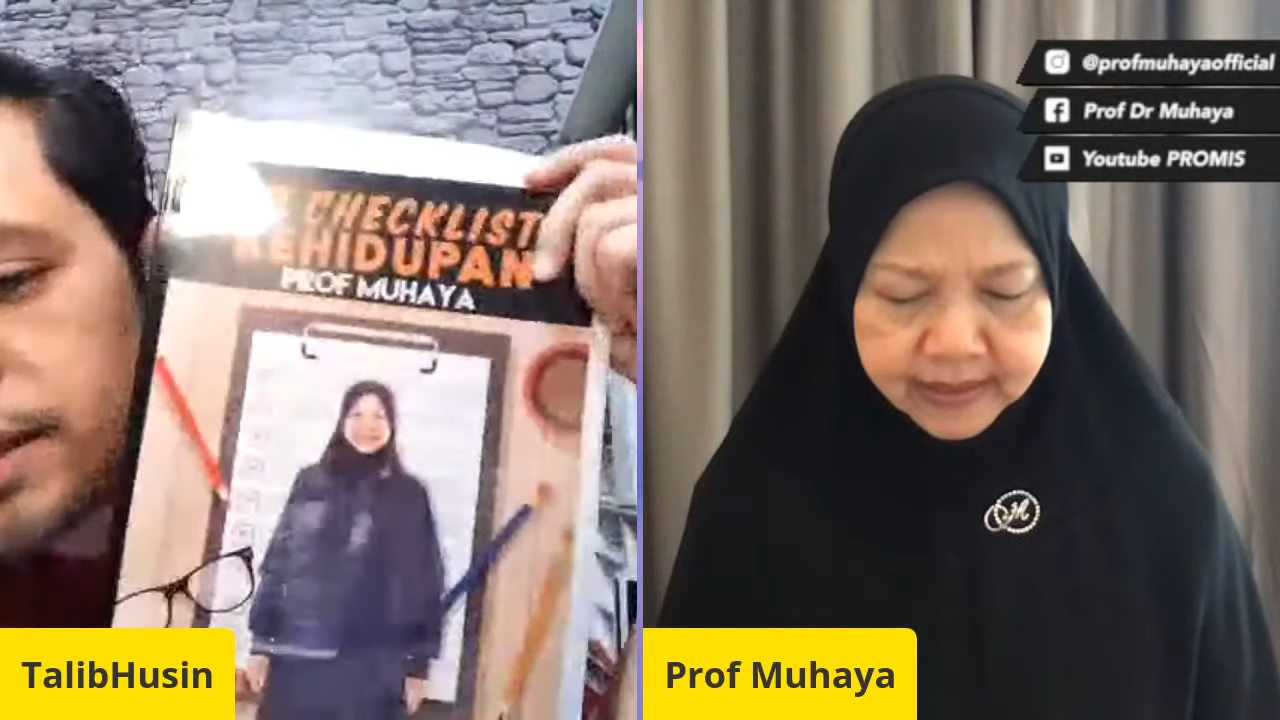 CHECKLIST
KEHIDUPAN
PROF MUHAYA
@profmuhayaofficial
Prof Dr Muhaya
Youtube PROMIS
M
TalibHusin
Prof Muhaya